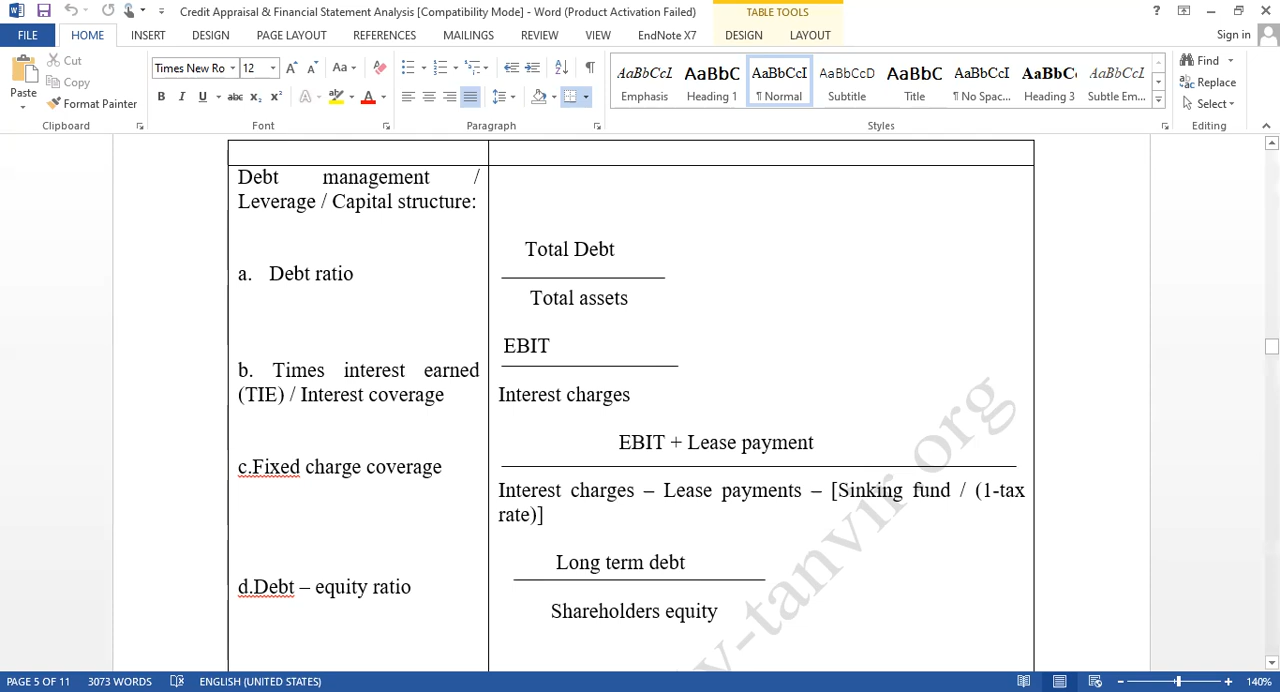 Credit Appraisal & Financial Statement Analysis [Compatibility Mode] - Word (Product Activation Failed)
TABLE TOOLS
FILE HOME INSERT DESIGN PAGE LAYOUT REFERENCES MAILINGS REVIEW VIEW EndNote X7 DESIGN LAYOUT Sign in
Paste
Cut
Copy
Format Painter
Clipboard
Times New Ro 12
Font
Paragraph
AaBbCcI AaBbC AaBbCcI AaBbCcD AaBbC AaBbCcI AaBbC AaBbCcI
Emphasis Heading 1 ¶ Normal Subtitle Title ¶ No Spac... Heading 3 Subtle Em...
Styles
Find
Replace
Select
Editing
Debt management /
Leverage / Capital structure:
a. Debt ratio
Total Debt
Total assets
b. Times interest earned
(TIE) / Interest coverage
EBIT
Interest charges
c.Fixed charge coverage
EBIT + Lease payment
Interest charges – Lease payments – [Sinking fund / (1-tax
rate)]
d.Debt – equity ratio
Long term debt
Shareholders equity
y-tanvir.org
PAGE 5 OF 11 3073 WORDS ENGLISH (UNITED STATES) 140%